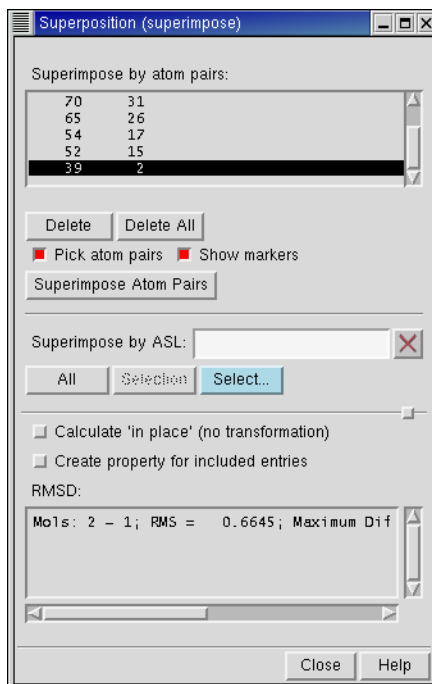 Superposition (superimpose)
Superimpose by atom pairs:
70 31
65 26
54 17
52 15
39 2
Delete Delete All
Pick atom pairs Show markers
Superimpose Atom Pairs
Superimpose by ASL:
All Selection Select...
Calculate 'in place' (no transformation)
Create property for included entries
RMSD:
Mols: 2 - 1; RMS = 0.6645; Maximum Dif
Close Help